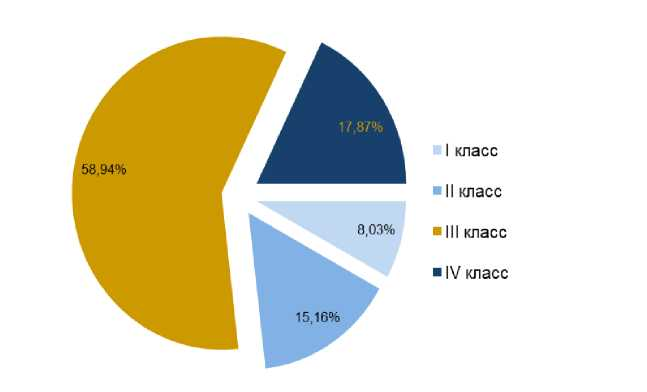 17,87%
58,94%
8,03%
15,16%
I класс
II класс
III класс
IV класс